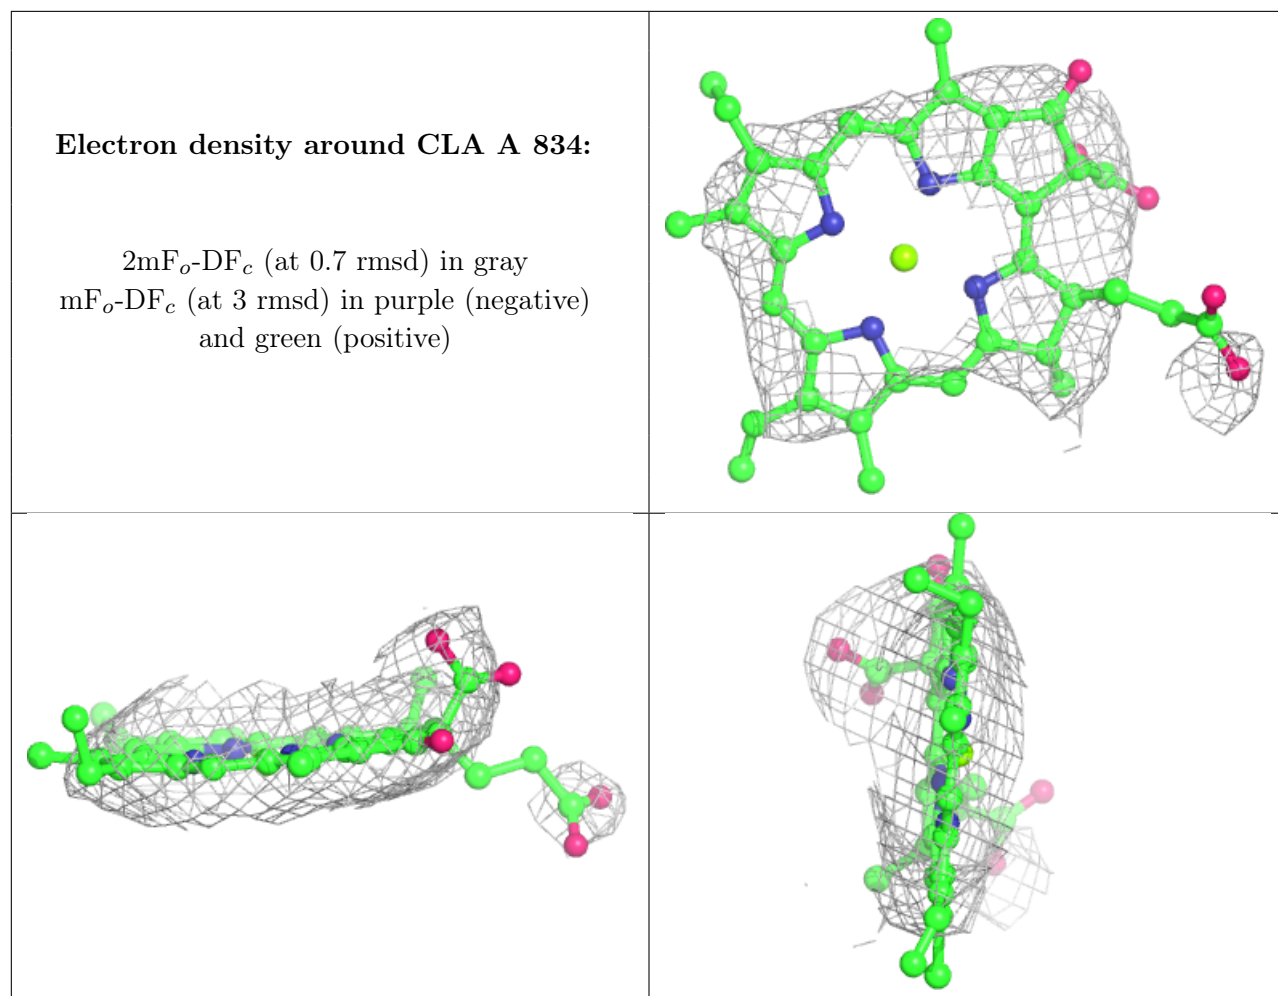 Electron density around CLA A 834:
2mFo-DFc (at 0.7 rmsd) in gray
mFo-DFc (at 3 rmsd) in purple (negative)
and green (positive)